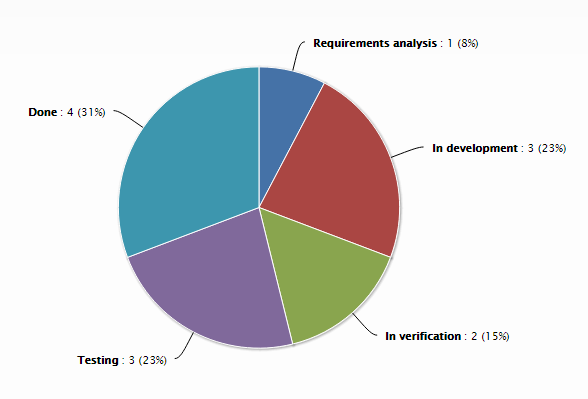 Requirements analysis : 1 (8%)
Done : 4 (31%)
In development : 3 (23%)
In verification : 2 (15%)
Testing : 3 (23%)